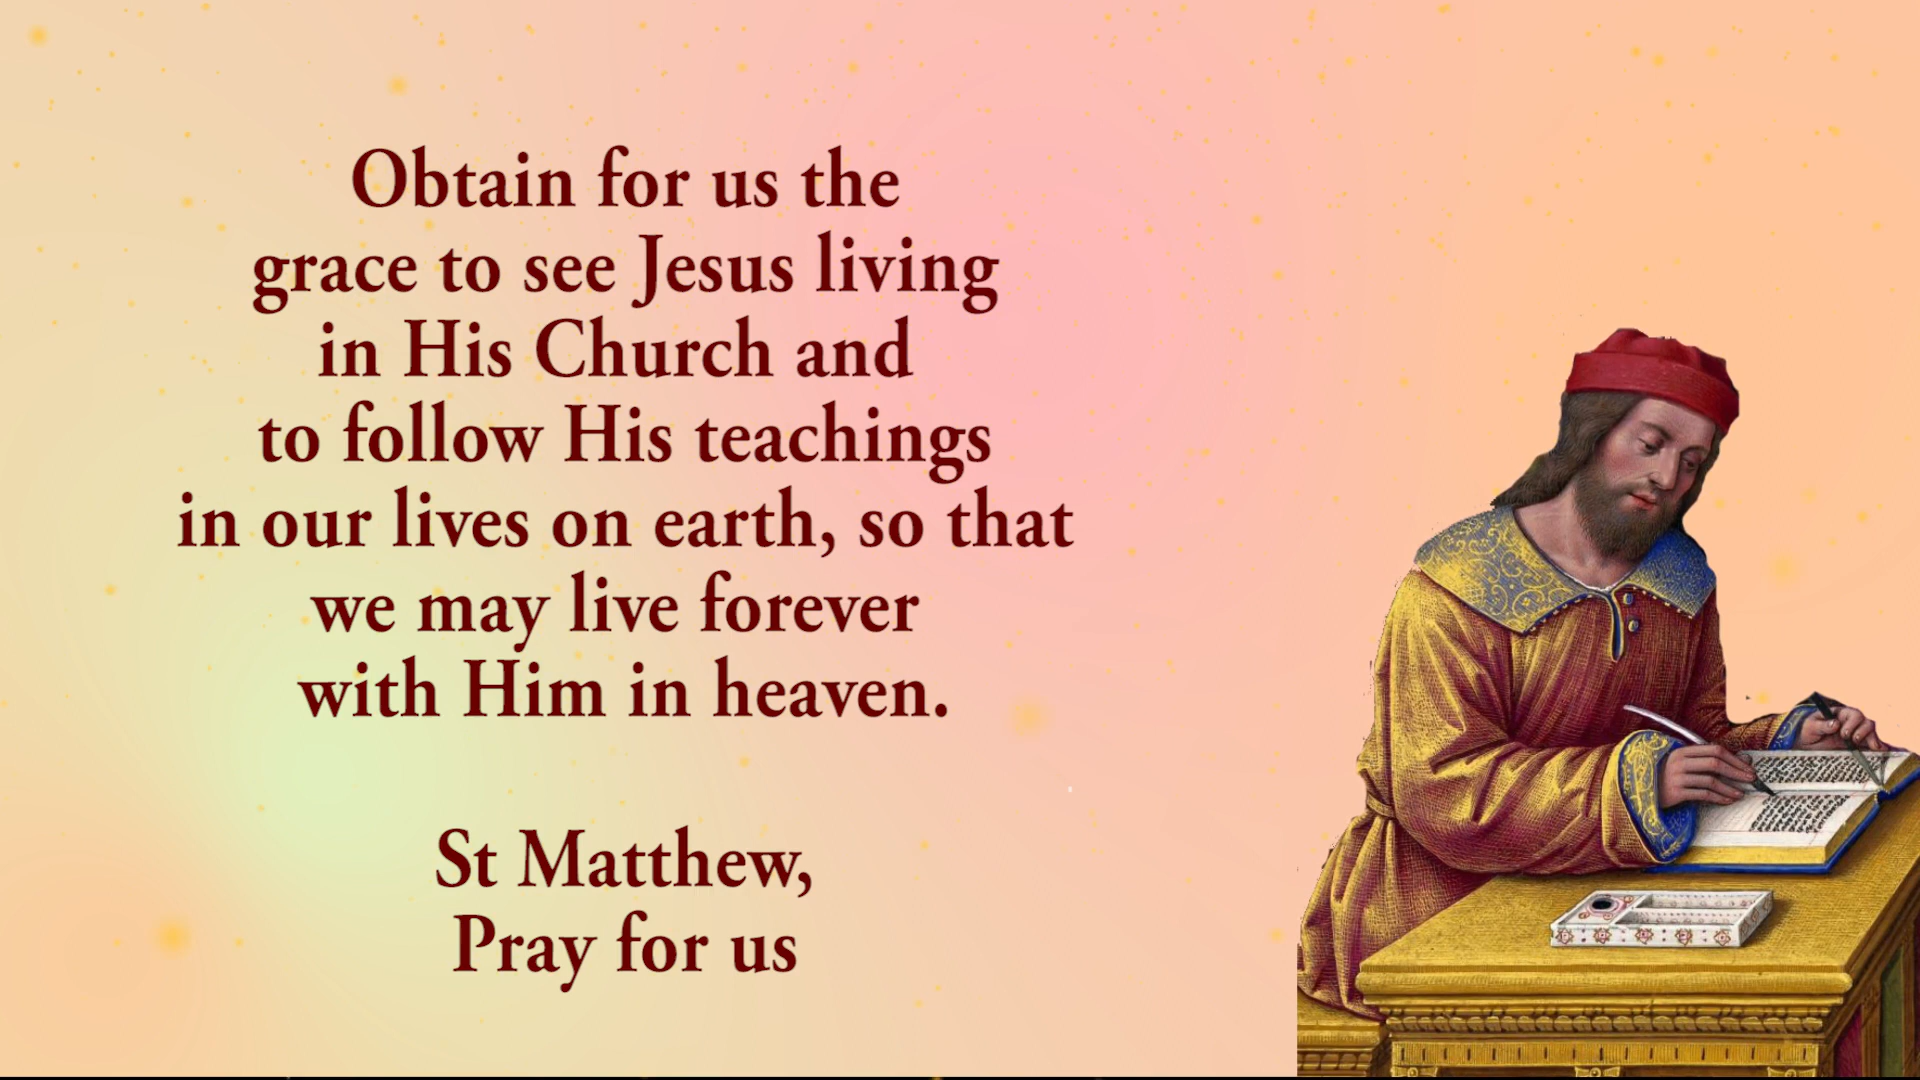 Obtain for us the
grace to see Jesus living
in His Church and
to follow His teachings
in our lives on earth, so that
we may live forever
with Him in heaven.
St Matthew,
Pray for us